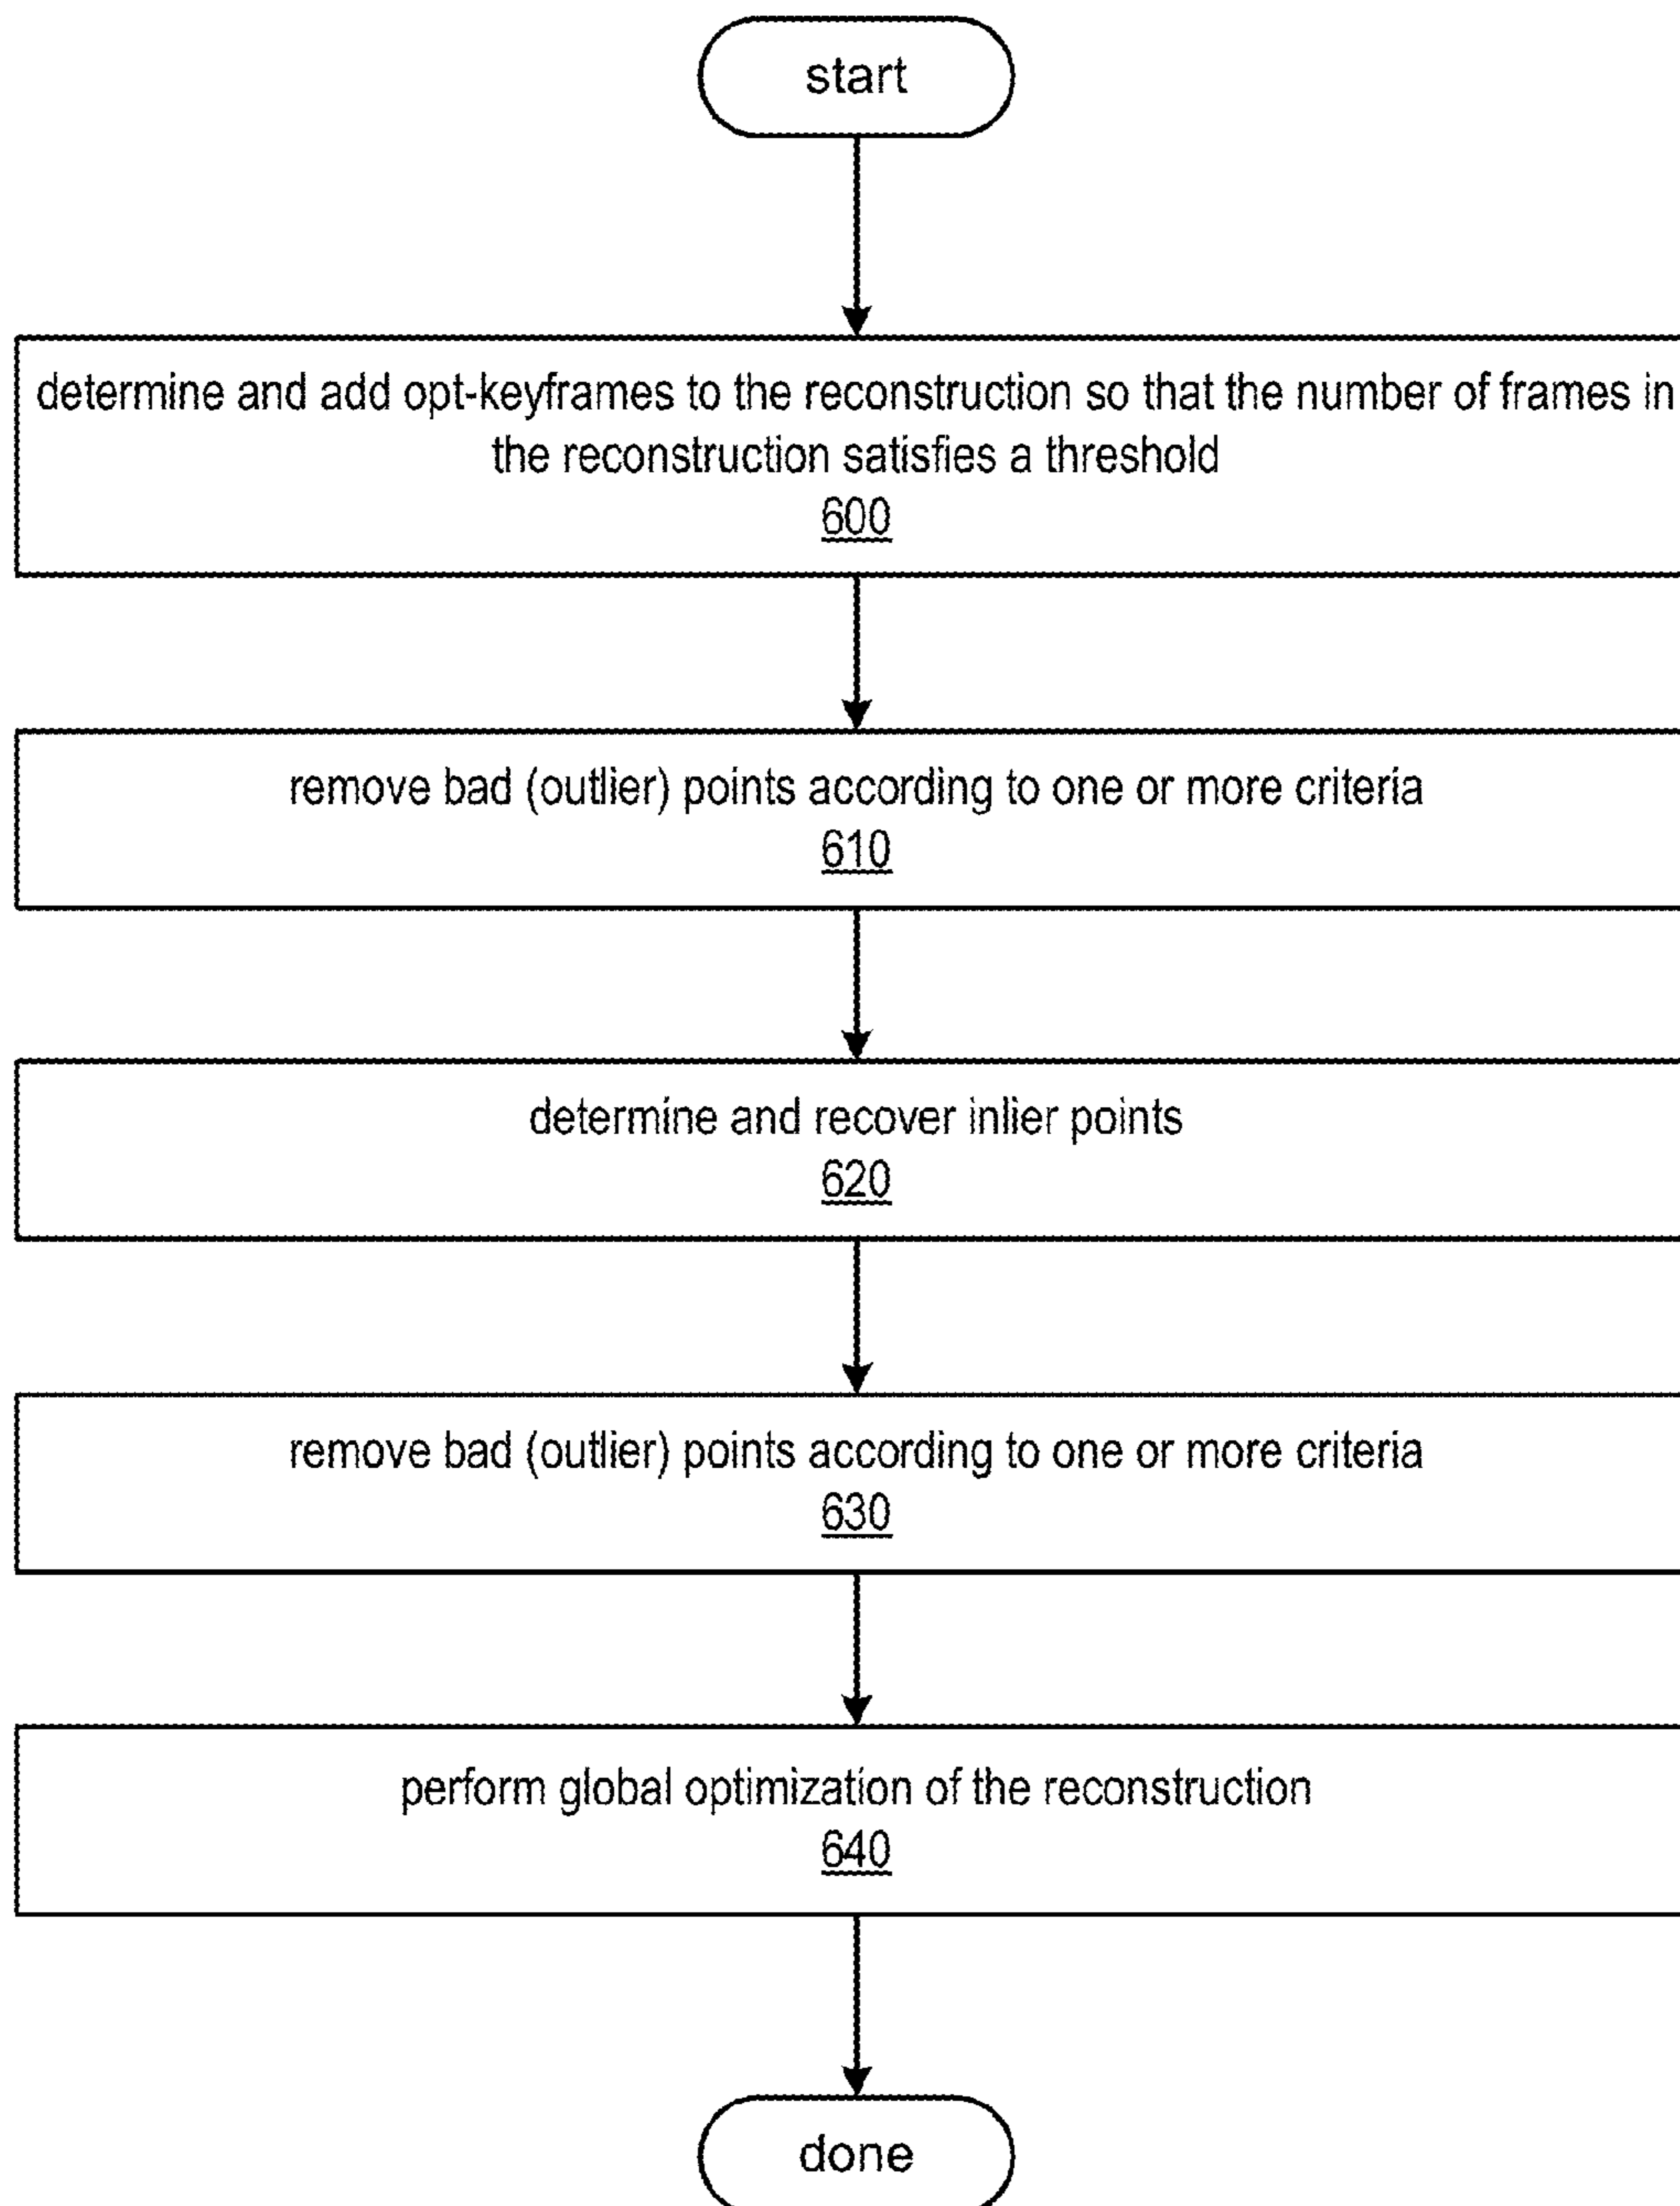 start
determine and add opt-keyframes to the reconstruction so that the number of frames in
the reconstruction satisfies a threshold
600
remove bad (outlier) points according to one or more criteria
610
determine and recover inlier points
620
remove bad (outlier) points according to one or more criteria
630
perform global optimization of the reconstruction
640
done